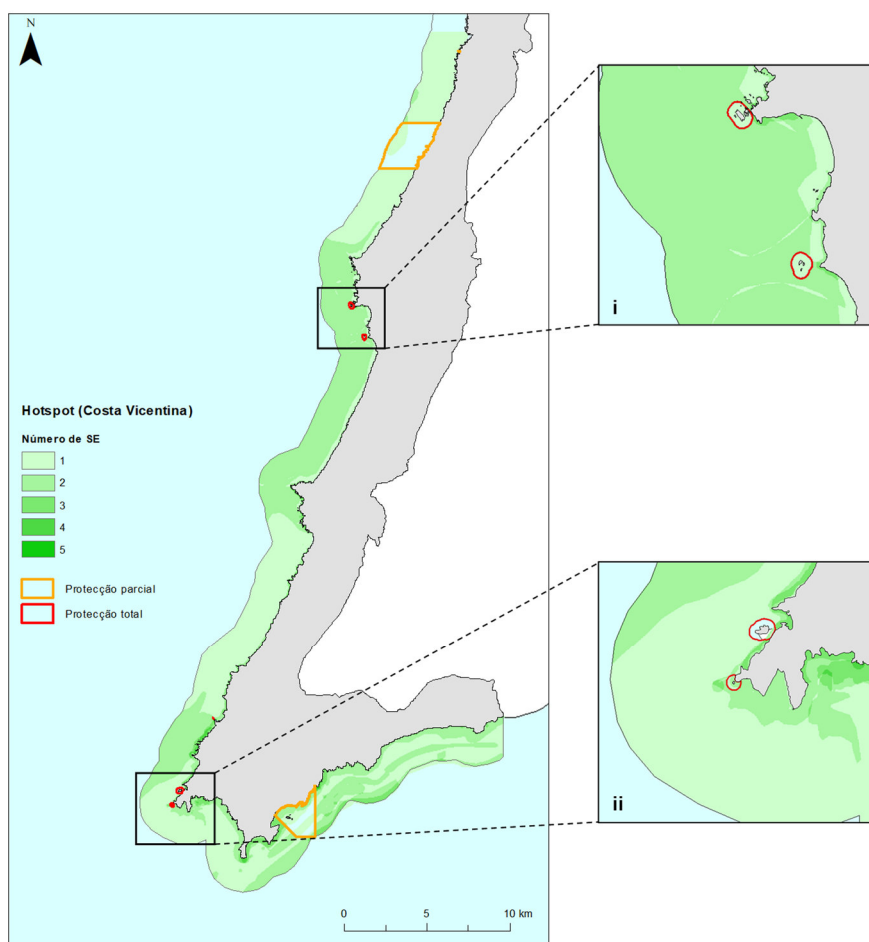 N
Hotspot (Costa Vicentina)
Número de SE
1
2
3
4
5
Protecção parcial
Protecção total
0 5 10 km
i
ii